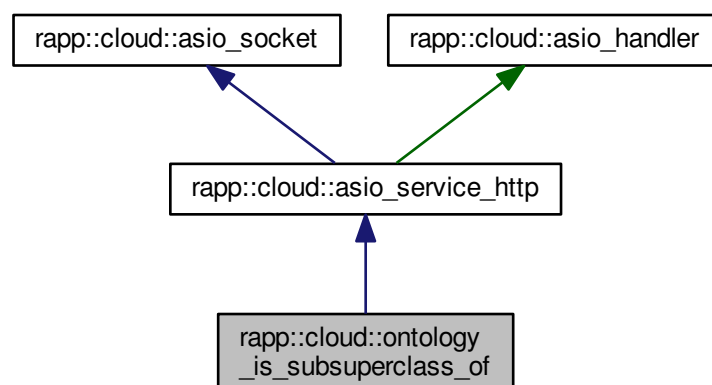 rapp::cloud::asio_socket
rapp::cloud::asio_handler
rapp::cloud::asio_service_http
rapp::cloud::ontology
_is_subsuperclass_of